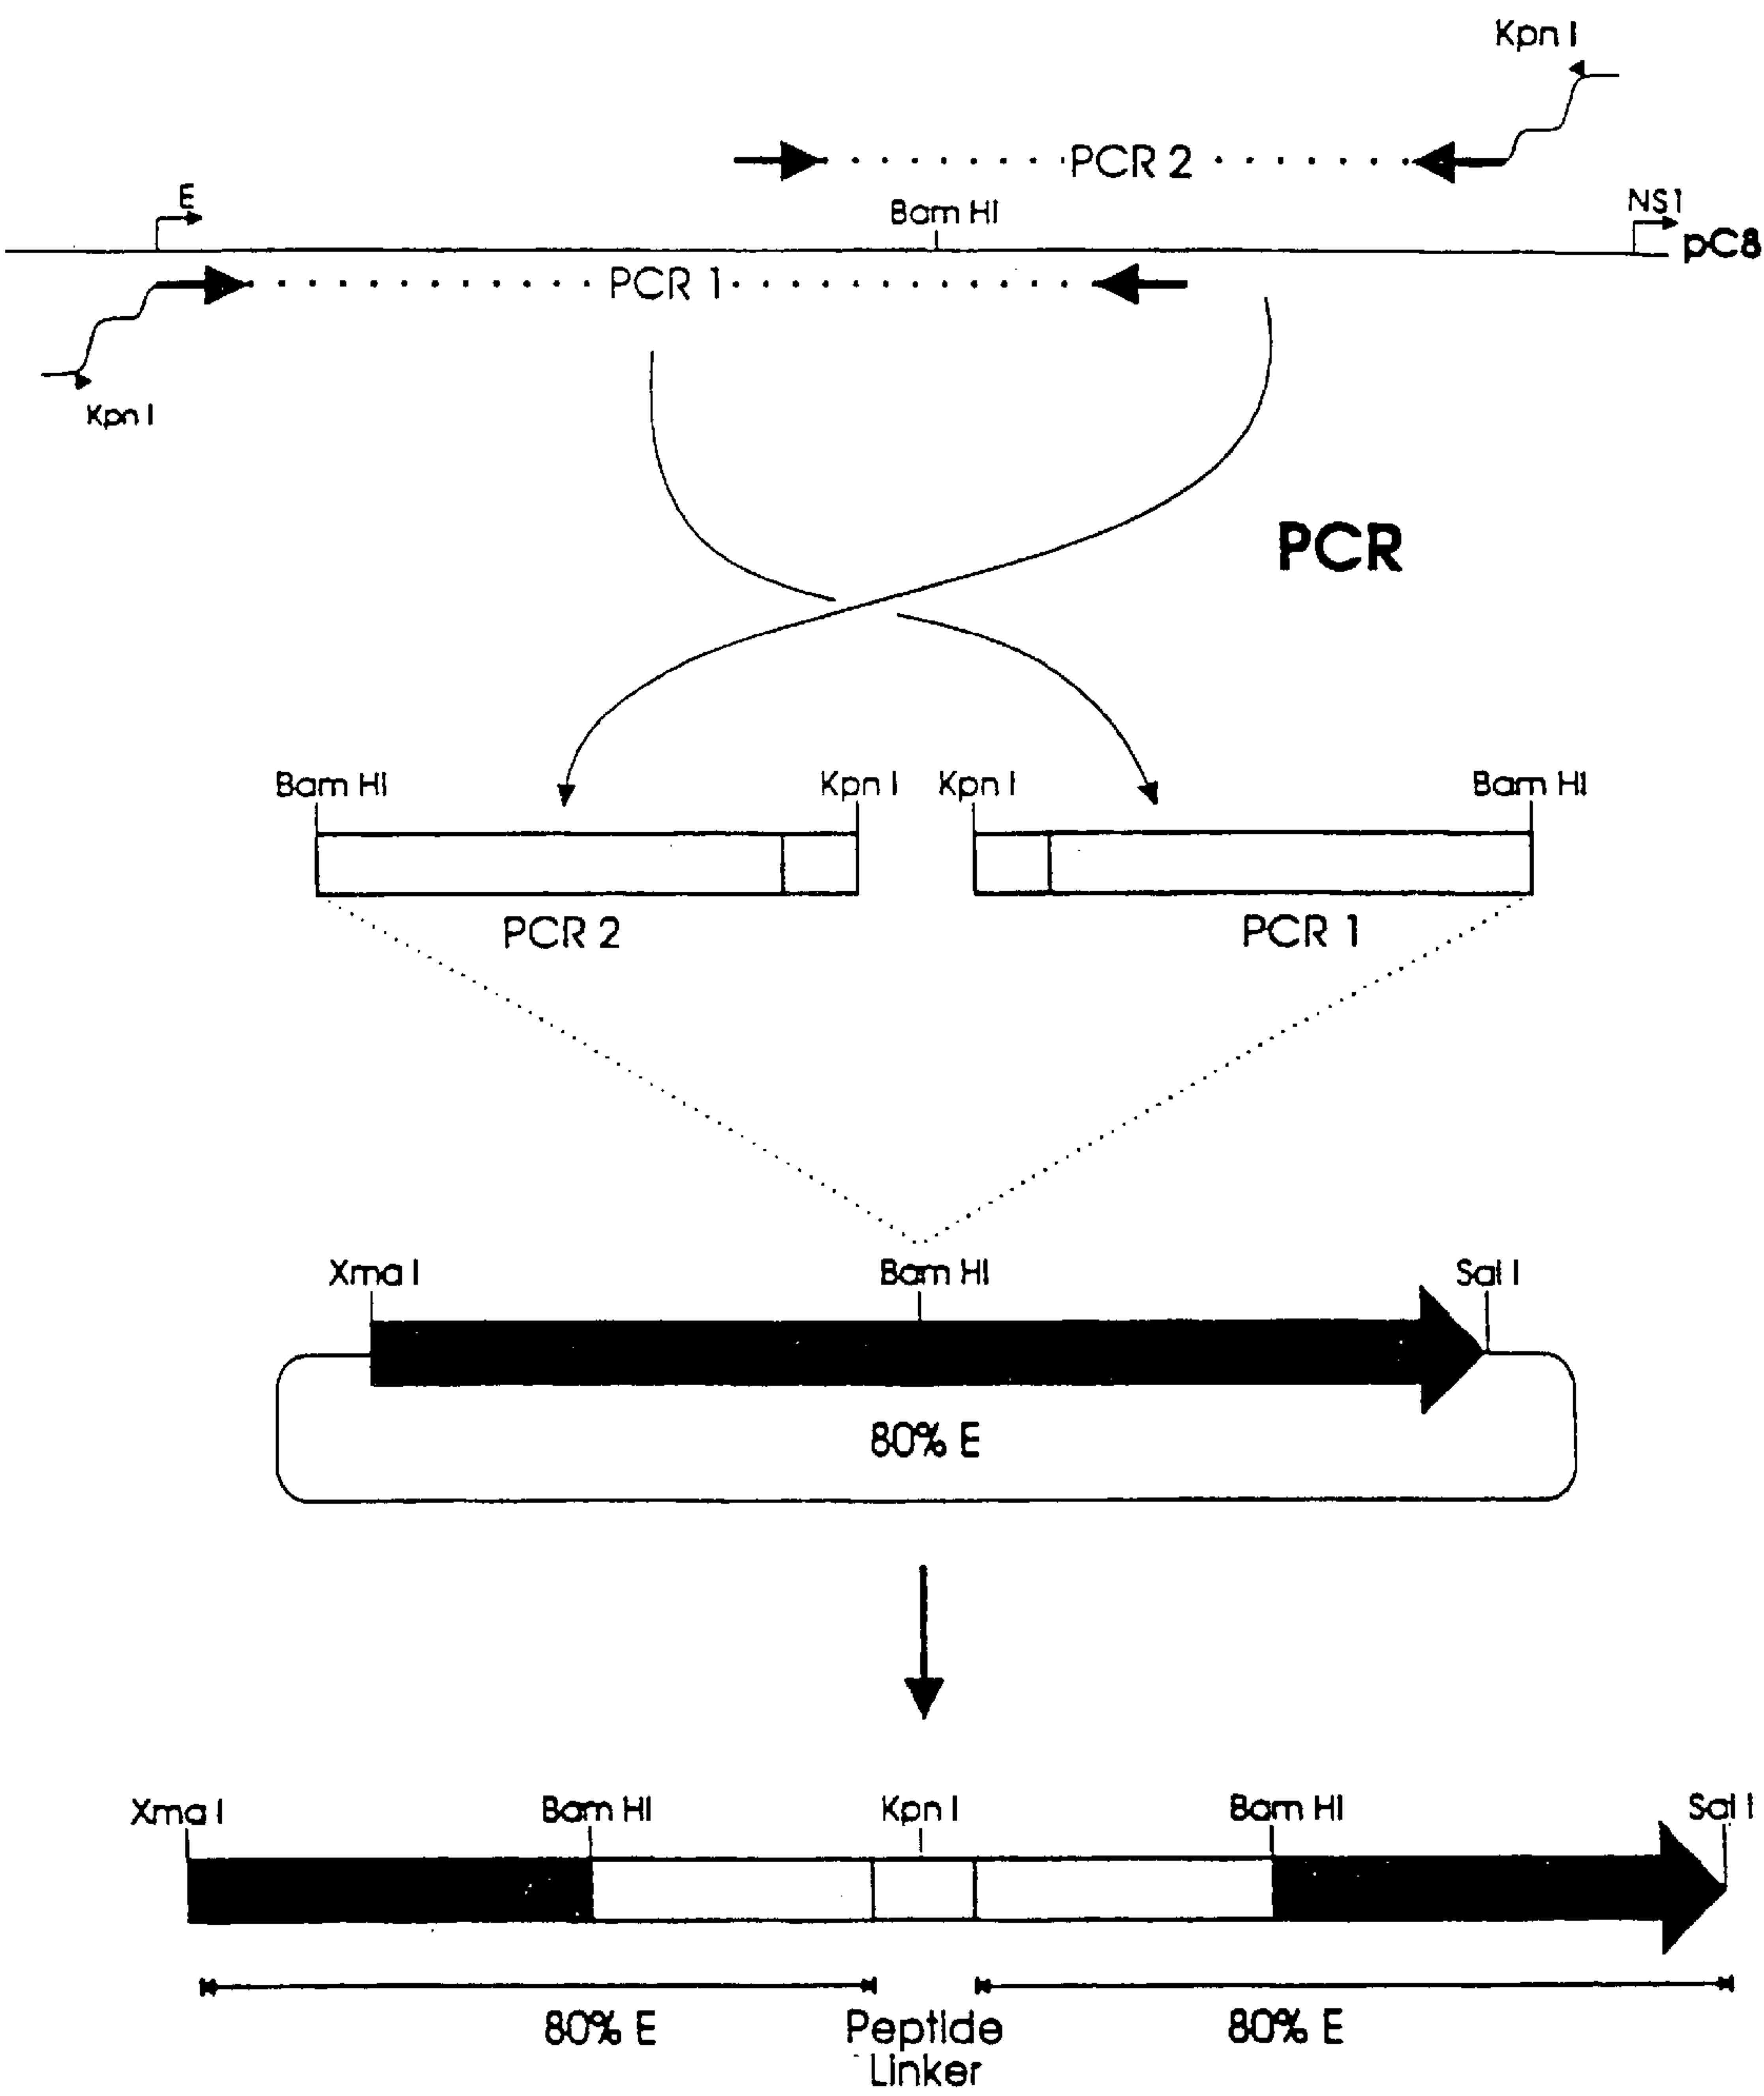 Kpn I
PCR 2
E
Bam HI
NS1
pC8
PCR 1
Kpn I
PCR
Bam HI
Kpn I
Kpn I
Bam HI
PCR 2
PCR 1
Xma I
Bam HI
Sal I
80% E
Xma I
Bam HI
Kpn I
Bam HI
Sal I
80% E
Peptide
Linker
80% E